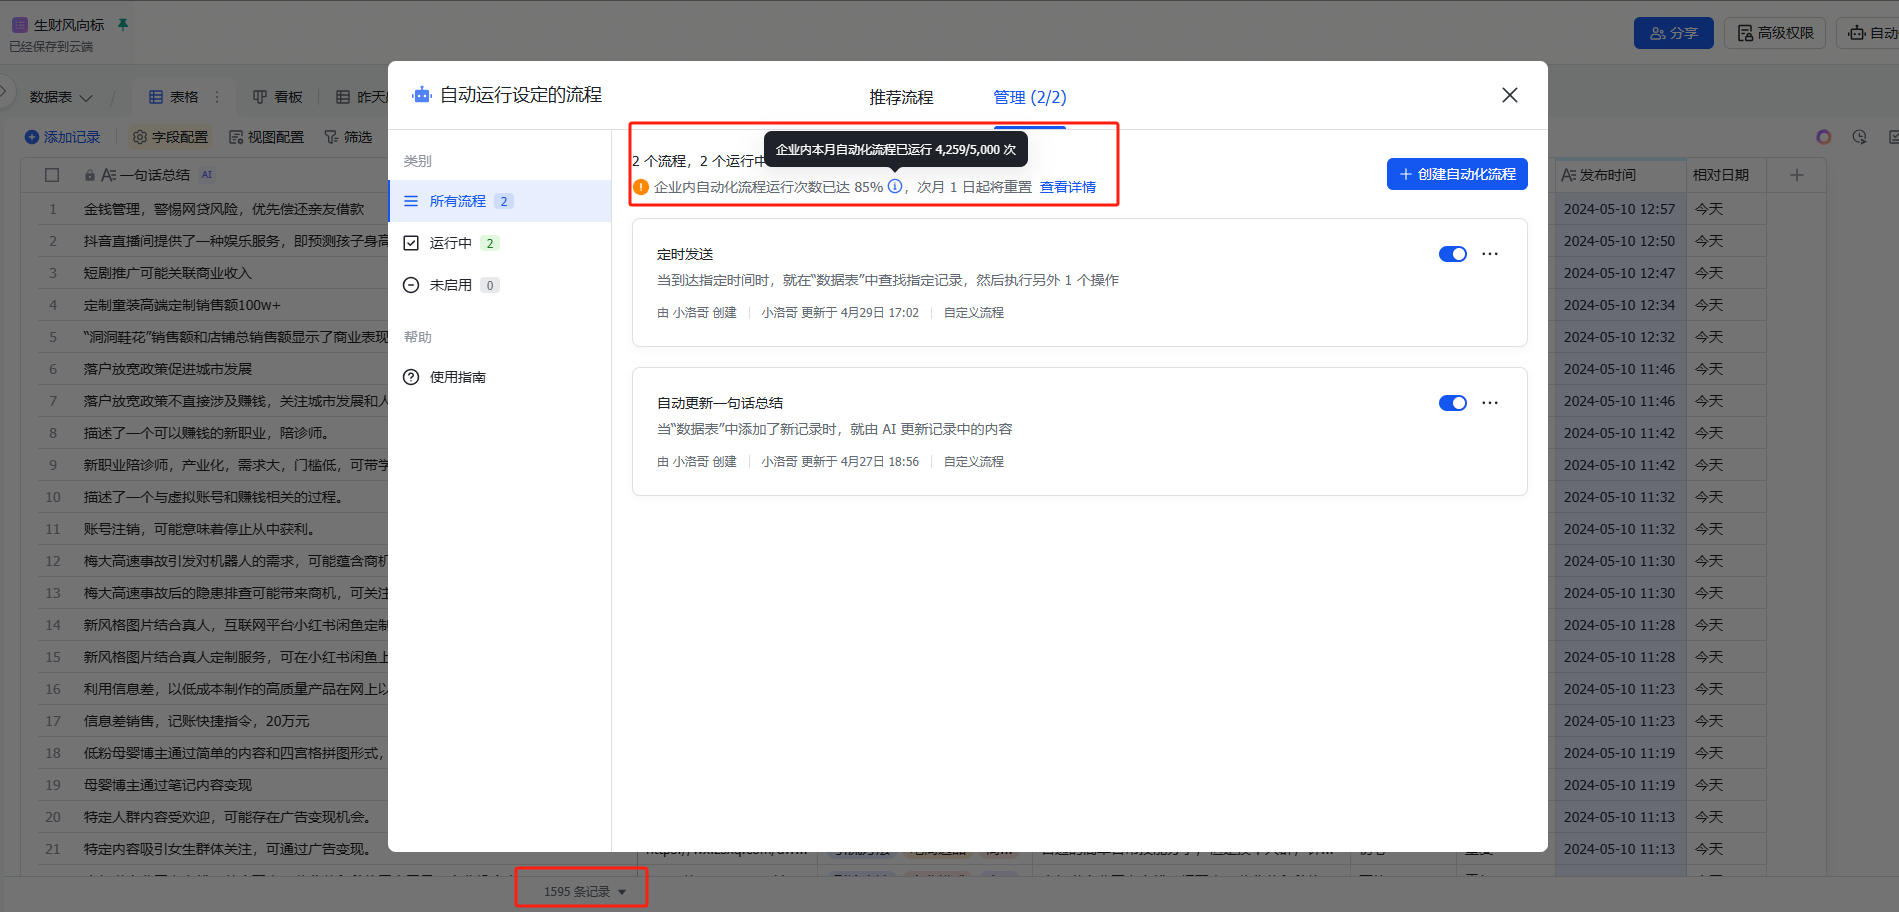 生财风向标
已经保存到云端
分享
高级权限
自动
数据表
表格
看板
昨天
添加记录
字段配置
视图配置
筛选
一句话总结 AI
1 金钱管理，警惕网贷风险，优先偿还亲友借款
2 抖音直播间提供了一种娱乐服务，即预测孩子身高
3 短剧推广可能关联商业收入
4 定制童装高端定制销售额100w+
5 “洞洞鞋花”销售额和店铺总销售额显示了商业表现
6 落户放宽政策促进城市发展
7 落户放宽政策不直接涉及赚钱，关注城市发展和人
8 描述了一个可以赚钱的新职业，陪诊师。
9 新职业陪诊师，产业化，需求大，门槛低，可带学
10 描述了一个与虚拟账号和赚钱相关的过程。
11 账号注销，可能意味着停止从中获利。
12 梅大高速事故引发对机器人的需求，可能蕴含商机
13 梅大高速事故后的隐患排查可能带来商机，可关注
14 新风格图片结合真人，互联网平台小红书闲鱼定制
15 新风格图片结合真人定制服务，可在小红书闲鱼上
16 利用信息差，以低成本制作的高质量产品在网上以
17 信息差销售，记账快捷指令，20万元
18 低粉母婴博主通过简单的内容和四宫格拼图形式，
19 母婴博主通过笔记内容变现
20 特定人群内容受欢迎，可能存在广告变现机会。
21 特定内容吸引女生群体关注，可通过广告变现。
1595 条记录
自动运行设定的流程
推荐流程
管理 (2/2)
类别
所有流程 2
运行中 2
未启用 0
帮助
使用指南
企业内本月自动化流程已运行 4,259/5,000 次
2 个流程，2 个运行中
企业内自动化流程运行次数已达 85% ，次月 1 日起将重置 查看详情
创建自动化流程
定时发送
当到达指定时间时，就在“数据表”中查找指定记录，然后执行另外 1 个操作
由 小洛哥 创建 小洛哥 更新于 4月29日 17:02 自定义流程
自动更新一句话总结
当“数据表”中添加了新记录时，就由 AI 更新记录中的内容
由 小洛哥 创建 小洛哥 更新于 4月27日 18:56 自定义流程
发布时间 相对日期
2024-05-10 12:57 今天
2024-05-10 12:50 今天
2024-05-10 12:47 今天
2024-05-10 12:34 今天
2024-05-10 12:32 今天
2024-05-10 11:46 今天
2024-05-10 11:46 今天
2024-05-10 11:42 今天
2024-05-10 11:42 今天
2024-05-10 11:32 今天
2024-05-10 11:32 今天
2024-05-10 11:30 今天
2024-05-10 11:30 今天
2024-05-10 11:28 今天
2024-05-10 11:28 今天
2024-05-10 11:23 今天
2024-05-10 11:23 今天
2024-05-10 11:19 今天
2024-05-10 11:19 今天
2024-05-10 11:13 今天
2024-05-10 11:13 今天